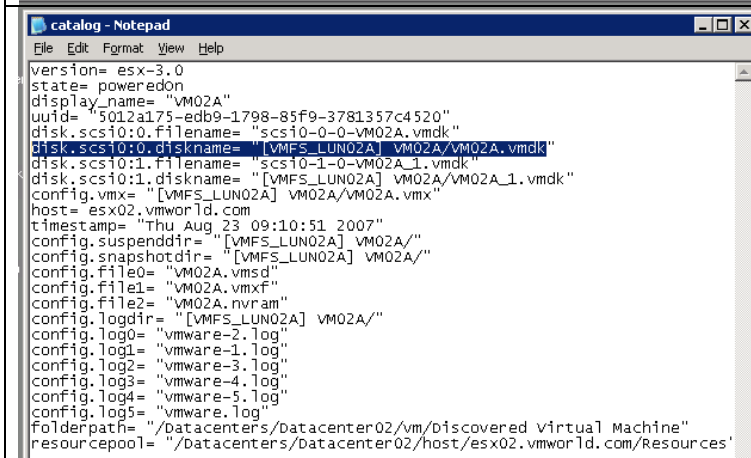 catalog - Notepad
File Edit Format View Help
version= esx-3.0
state= poweredOn
display_name= "VM02A"
uuid= "5012a175-edb9-1798-85f9-3781357c4520"
disk.scsi0:0.filename= "scsi0-0-0-VM02A.vmdk"
disk.scsi0:0.diskname= "[VMFS_LUN02A] VM02A/VM02A.vmdk"
disk.scsi0:1.filename= "scsi0-1-0-VM02A_1.vmdk"
disk.scsi0:1.diskname= "[VMFS_LUN02A] VM02A/VM02A_1.vmdk"
config.vmx= "[VMFS_LUN02A] VM02A/VM02A.vmx"
host= esx02.vmworld.com
timestamp= "Thu Aug 23 09:10:51 2007"
config.suspenddir= "[VMFS_LUN02A] VM02A/"
config.snapshotdir= "[VMFS_LUN02A] VM02A/"
config.file0= "VM02A.vmsd"
config.file1= "VM02A.vmxf"
config.file2= "VM02A.nvram"
config.logdir= "[VMFS_LUN02A] VM02A/"
config.log0= "vmware-2.log"
config.log1= "vmware-1.log"
config.log2= "vmware-3.log"
config.log3= "vmware-4.log"
config.log4= "vmware-5.log"
config.log5= "vmware.log"
folderpath= "/Datacenters/Datacenter02/vm/Discovered Virtual Machine"
resourcepool= "/Datacenters/Datacenter02/host/esx02.vmworld.com/Resources"